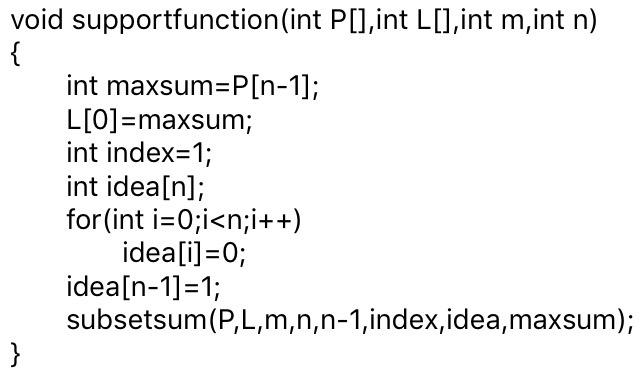 void supportfunction(int P[],int L[],int m,int n)
{
int maxsum=P[n-1];
L[0]=maxsum;
int index=1;
int idea[n];
for(int i=0;i<n;i++)
idea[i]=0;
idea[n-1]=1;
subsetsum(P,L,m,n,n-1,index,idea,maxsum);
}